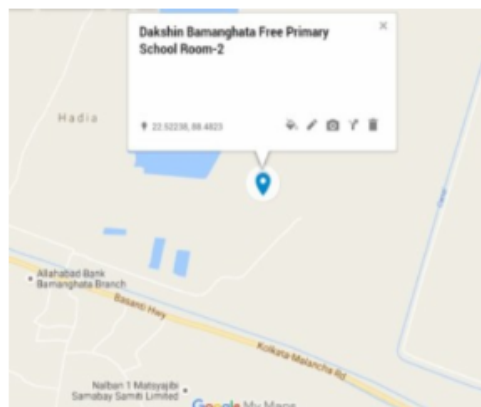 Dakshin Bamanghata Free Primary
School Room-2
22.52238, 88.4823
Hadia
Canal
Allahabad Bank
Bamanghata Branch
Basanti Hwy
Kolkata-Malancha Rd
Nalban 1 Matsyajibi
Samabay Samiti Limited
Google My Maps